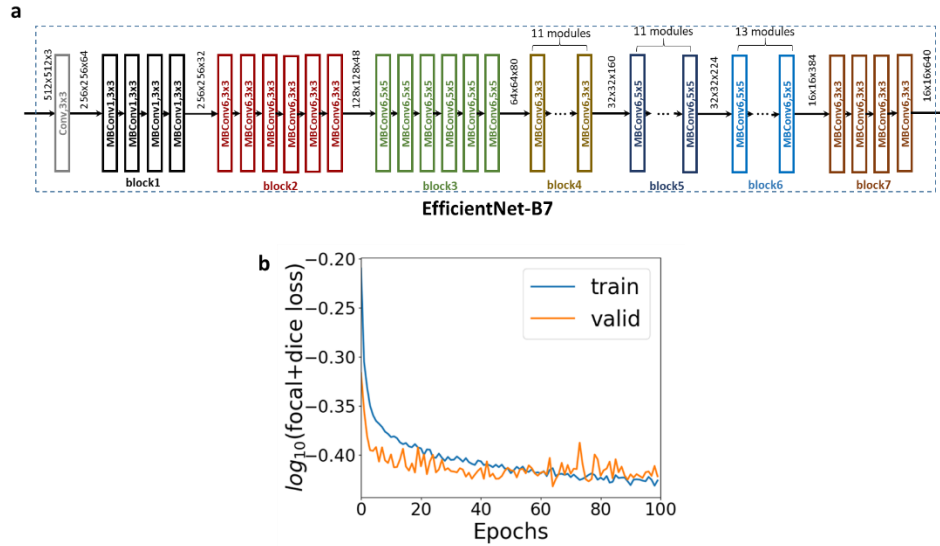 a
11 modules
11 modules
13 modules
512x512x3
Conv,3x3
256x256x64
MBConv1,3x3
MBConv1,3x3
MBConv1,3x3
MBConv1,3x3
256x256x32
MBConv6,3x3
MBConv6,3x3
MBConv6,3x3
MBConv6,3x3
MBConv6,3x3
MBConv6,3x3
128x128x48
MBConv6,5x5
MBConv6,5x5
MBConv6,5x5
MBConv6,5x5
MBConv6,5x5
MBConv6,5x5
64x64x80
MBConv6,3x3
MBConv6,3x3
32x32x160
MBConv6,5x5
MBConv6,5x5
32x32x224
MBConv6,5x5
MBConv6,5x5
16x16x384
MBConv6,3x3
MBConv6,3x3
MBConv6,3x3
MBConv6,3x3
16x16x640
block1
block2
block3
block4
block5
block6
block7
EfficientNet-B7
b
log10(focal+dice loss)
−0.20
−0.25
−0.30
−0.35
−0.40
train
valid
0
20
40
60
80
100
Epochs